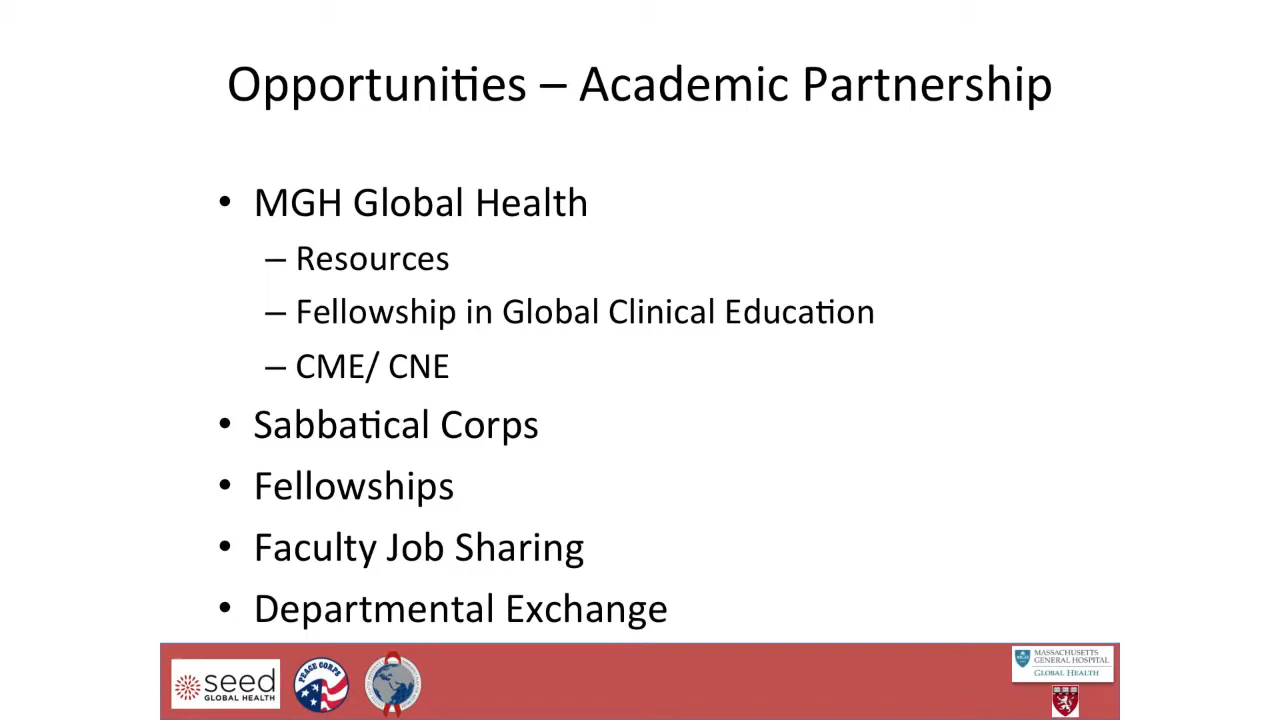 Opportunities – Academic Partnership
• MGH Global Health
– Resources
– Fellowship in Global Clinical Education
– CME/ CNE
• Sabbatical Corps
• Fellowships
• Faculty Job Sharing
• Departmental Exchange
seed
GLOBAL HEALTH
PEACE CORPS
MASSACHUSETTS
GENERAL HOSPITAL
GLOBAL HEALTH